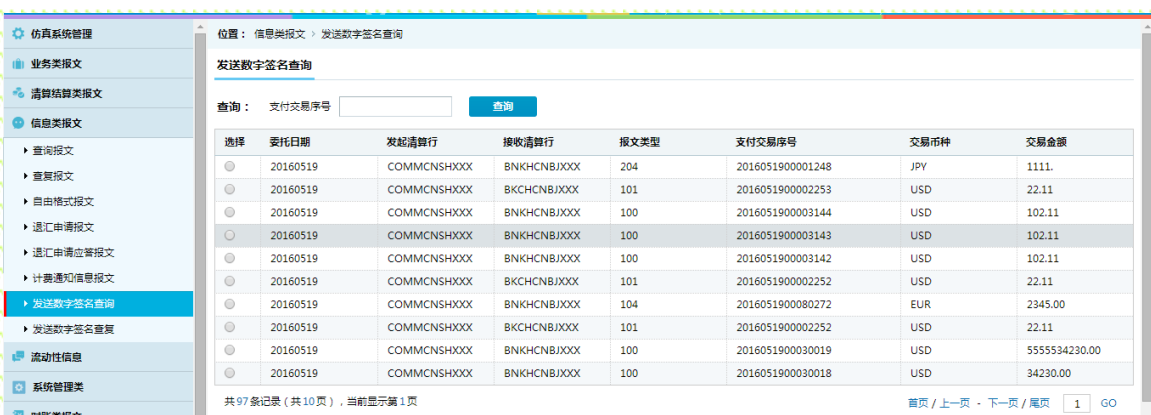 仿真系统管理
业务类报文
清算结算类报文
信息类报文
查询报文
查复报文
自由格式报文
退汇申请报文
退汇申请应答报文
计费通知信息报文
发送数字签名查询
发送数字签名查复
流动性信息
系统管理类
位置： 信息类报文 > 发送数字签名查询
发送数字签名查询
查询： 支付交易序号 查询
选择 委托日期 发起清算行 接收清算行 报文类型 支付交易序号 交易币种 交易金额
20160519 COMMCNSHXXX BNKHCNBJXXX 204 2016051900001248 JPY 1111.
20160519 COMMCNSHXXX BKCHCNBJXXX 101 2016051900002253 USD 22.11
20160519 COMMCNSHXXX BNKHCNBJXXX 100 2016051900003144 USD 102.11
20160519 COMMCNSHXXX BNKHCNBJXXX 100 2016051900003143 USD 102.11
20160519 COMMCNSHXXX BNKHCNBJXXX 100 2016051900003142 USD 102.11
20160519 COMMCNSHXXX BKCHCNBJXXX 101 2016051900002252 USD 22.11
20160519 COMMCNSHXXX BNKHCNBJXXX 104 2016051900080272 EUR 2345.00
20160519 COMMCNSHXXX BKCHCNBJXXX 101 2016051900002252 USD 22.11
20160519 COMMCNSHXXX BNKHCNBJXXX 100 2016051900030019 USD 5555534230.00
20160519 COMMCNSHXXX BNKHCNBJXXX 100 2016051900030018 USD 34230.00
共97条记录（共10页），当前显示第1页
首页 / 上一页 - 下一页 / 尾页 1 GO